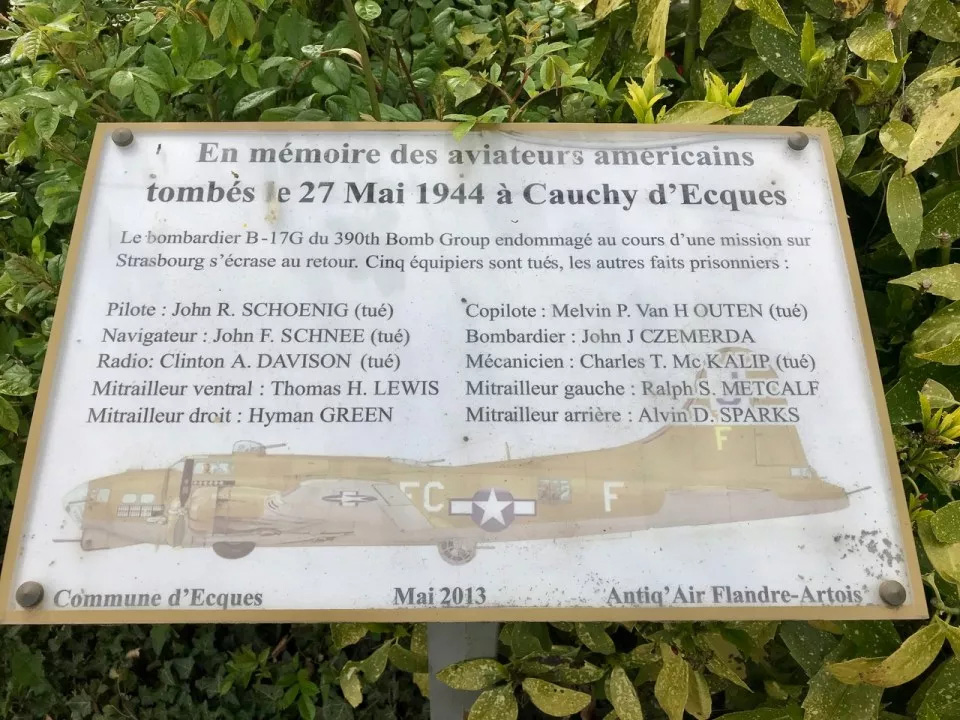 En mémoire des aviateurs américains
tombés le 27 Mai 1944 à Cauchy d'Ecques
Le bombardier B-17G du 390th Bomb Group endommagé au cours d'une mission sur
Strasbourg s'écrase au retour. Cinq équipiers sont tués, les autres faits prisonniers :
Pilote : John R. SCHOENIG (tué)
Copilote : Melvin P. Van H OUTEN (tué)
Navigateur : John F. SCHNEE (tué)
Bombardier : John J CZEMERDA
Radio: Clinton A. DAVISON (tué)
Mécanicien : Charles T. Mc KALIP (tué)
Mitrailleur ventral : Thomas H. LEWIS
Mitrailleur gauche : Ralph S. METCALF
Mitrailleur droit : Hyman GREEN
Mitrailleur arrière : Alvin D. SPARKS
F
FC F
Commune d'Ecques Mai 2013 Antiq'Air Flandre-Artois